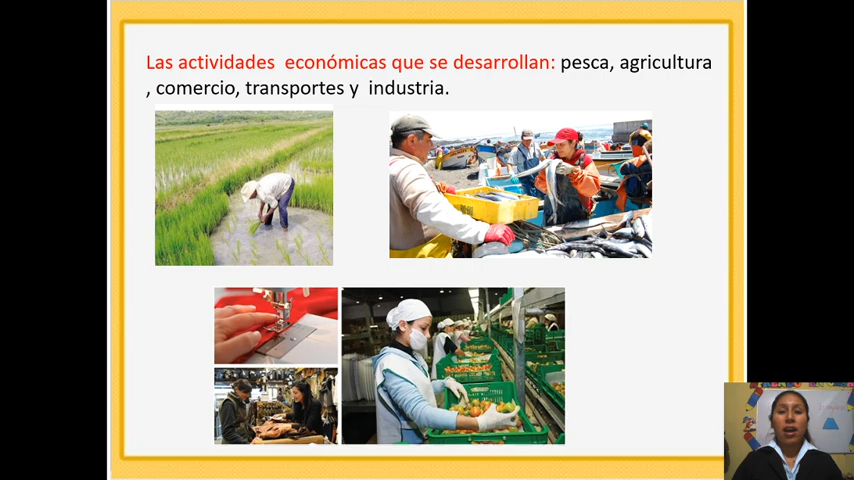 Las actividades  económicas que se desarrollan: pesca, agricultura
, comercio, transportes y  industria.